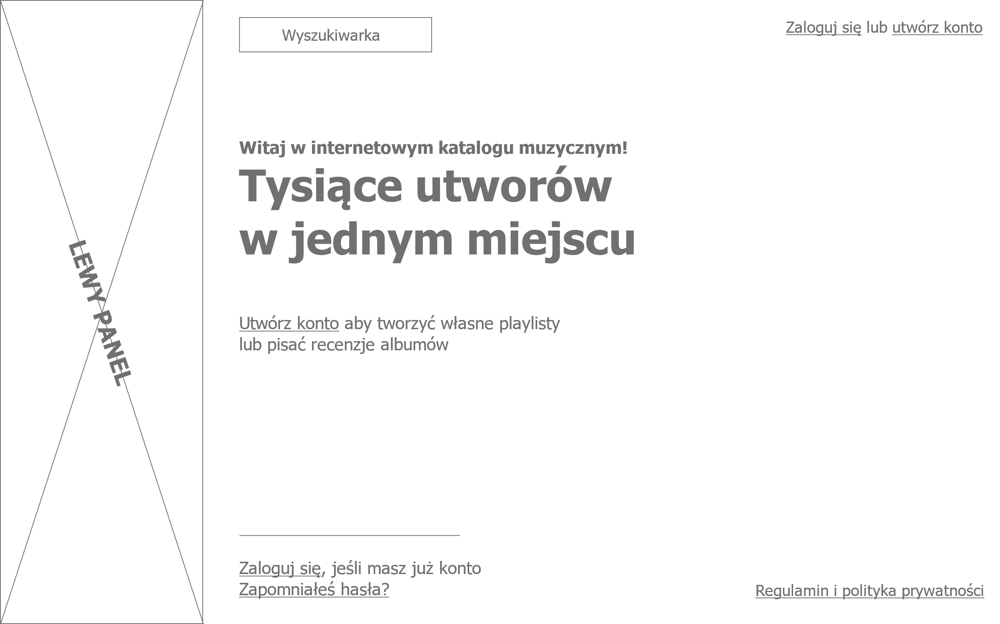 Wyszukiwarka
Zaloguj się lub utwórz konto
LEWY PANEL
Witaj w internetowym katalogu muzycznym!
Tysiące utworów
w jednym miejscu
Utwórz konto aby tworzyć własne playlisty
lub pisać recenzje albumów
Zaloguj się, jeśli masz już konto
Zapomniałeś hasła?
Regulamin i polityka prywatności